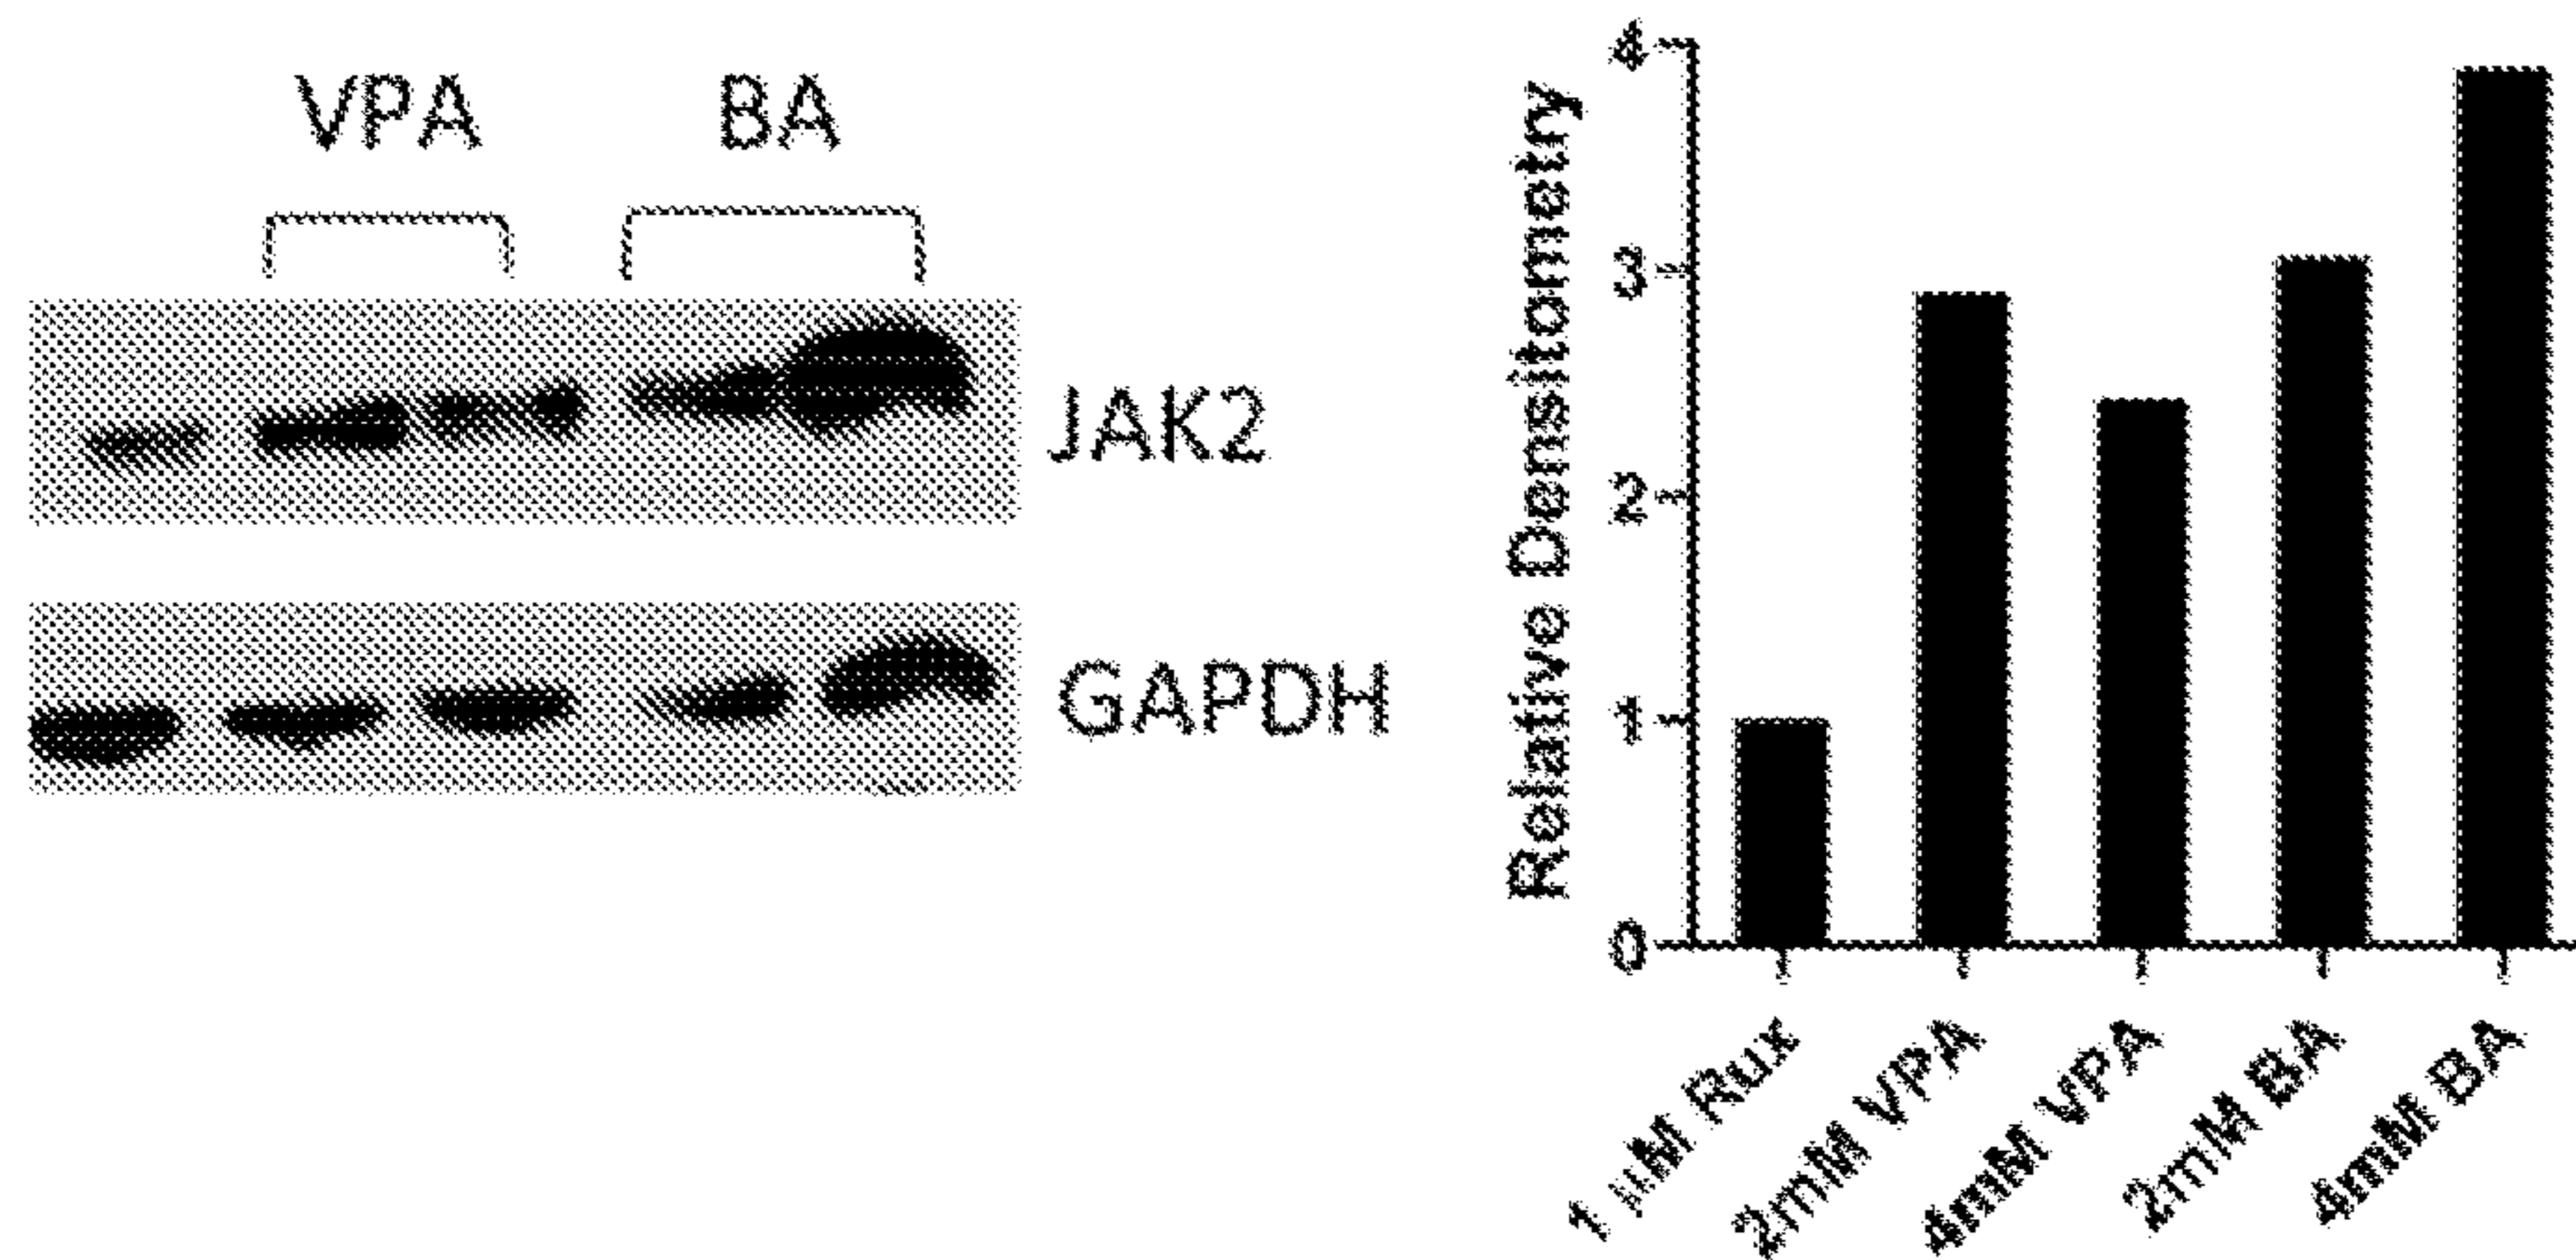 VPA
BA
JAK2
GAPDH
Relative Densitometry
4
3
2
1
0
1 µM Rux
2mM VPA
4mM VPA
2mM BA
4mM BA